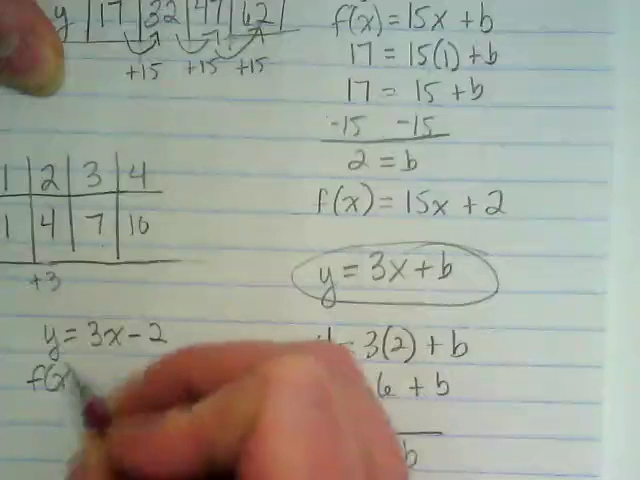 y | 17 | 32 | 47 | 62 |
+15 +15 +15
f(x) = 15x + b
17 = 15(1) + b
17 = 15 + b
-15 -15
2 = b
f(x) = 15x + 2
1 | 2 | 3 | 4
1 | 4 | 7 | 10
+3
y = 3x + b
y = 3x - 2
f(x
= 3(2) + b
6 + b
b